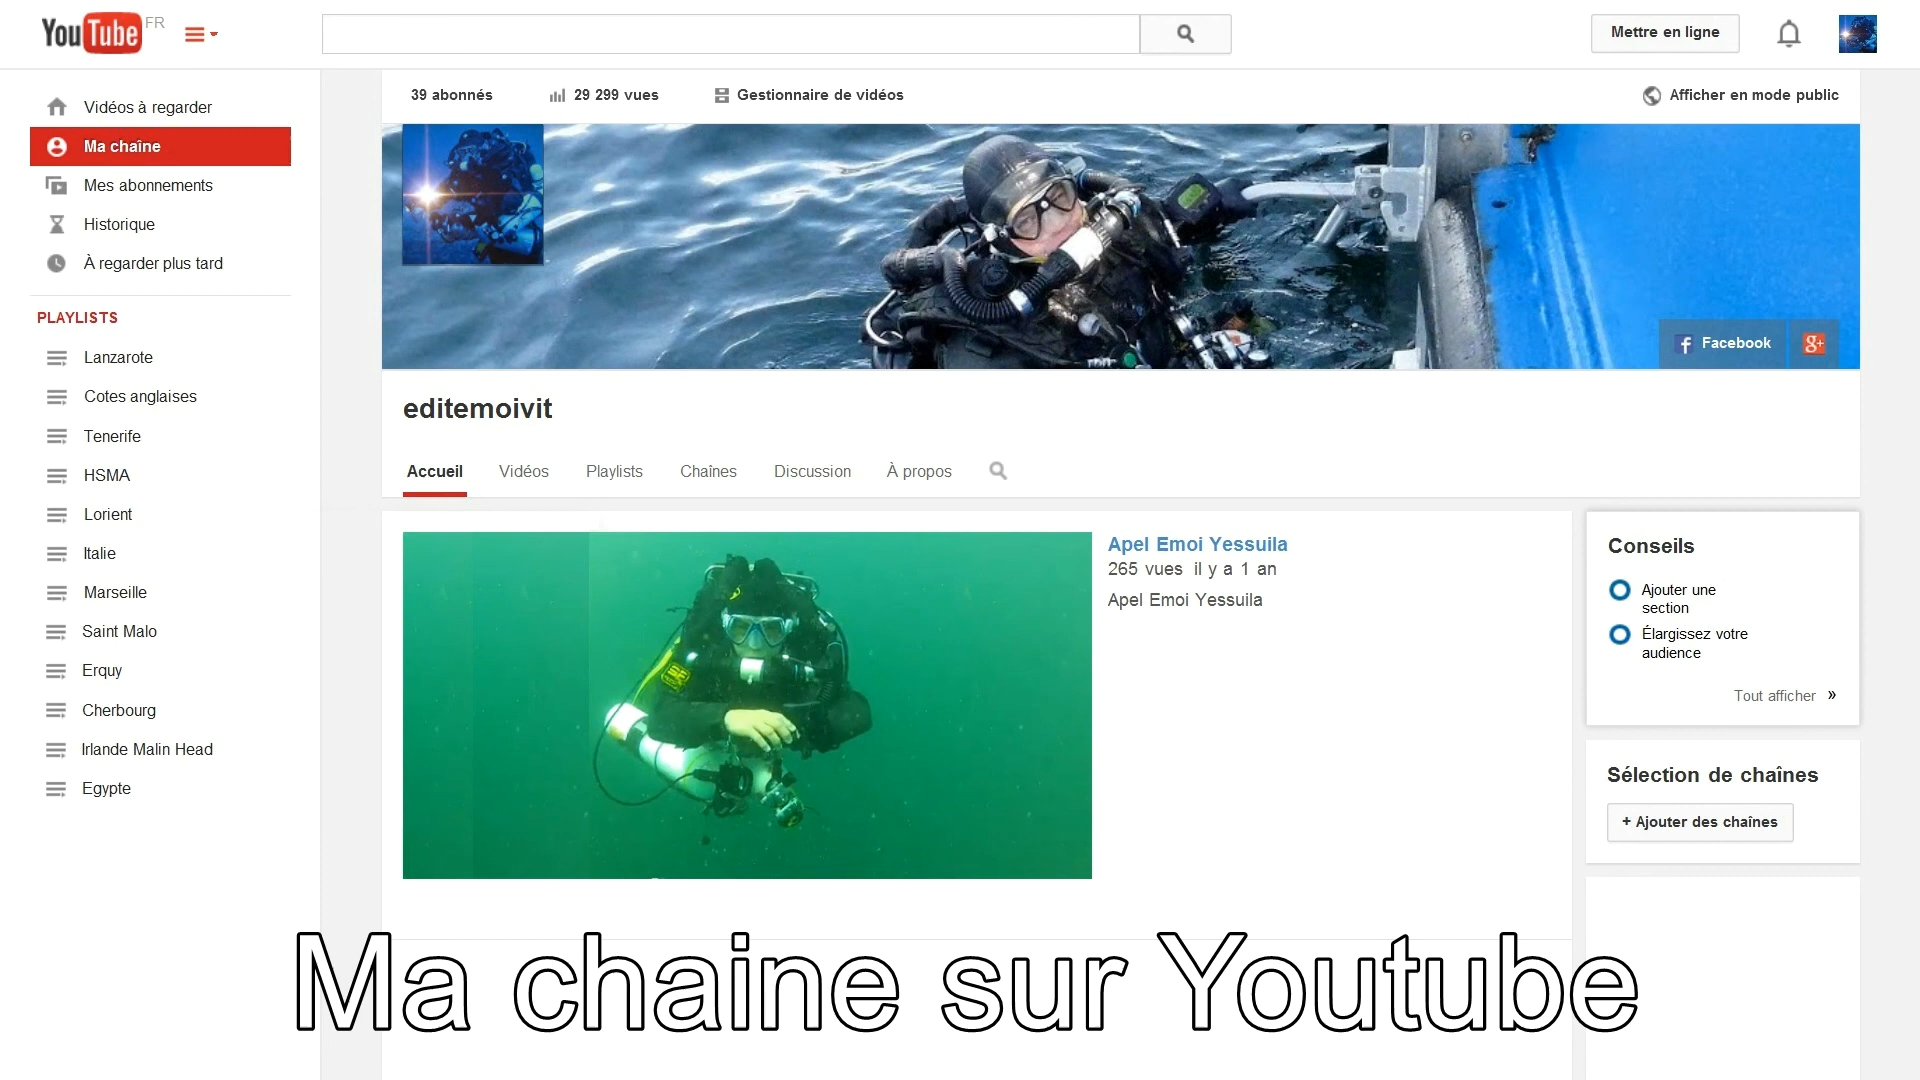 YouTube FR
Mettre en ligne
Vidéos à regarder
Ma chaîne
Mes abonnements
Historique
À regarder plus tard
PLAYLISTS
Lanzarote
Cotes anglaises
Tenerife
HSMA
Lorient
Italie
Marseille
Saint Malo
Erquy
Cherbourg
Irlande Malin Head
Egypte
39 abonnés 29 299 vues Gestionnaire de vidéos Afficher en mode public
f Facebook g+
editemoivit
Accueil Vidéos Playlists Chaînes Discussion À propos
Apel Emoi Yessuila
265 vues il y a 1 an
Apel Emoi Yessuila
Conseils
Ajouter une
section
Élargissez votre
audience
Tout afficher »
Sélection de chaînes
+ Ajouter des chaînes
Ma chaine sur Youtube